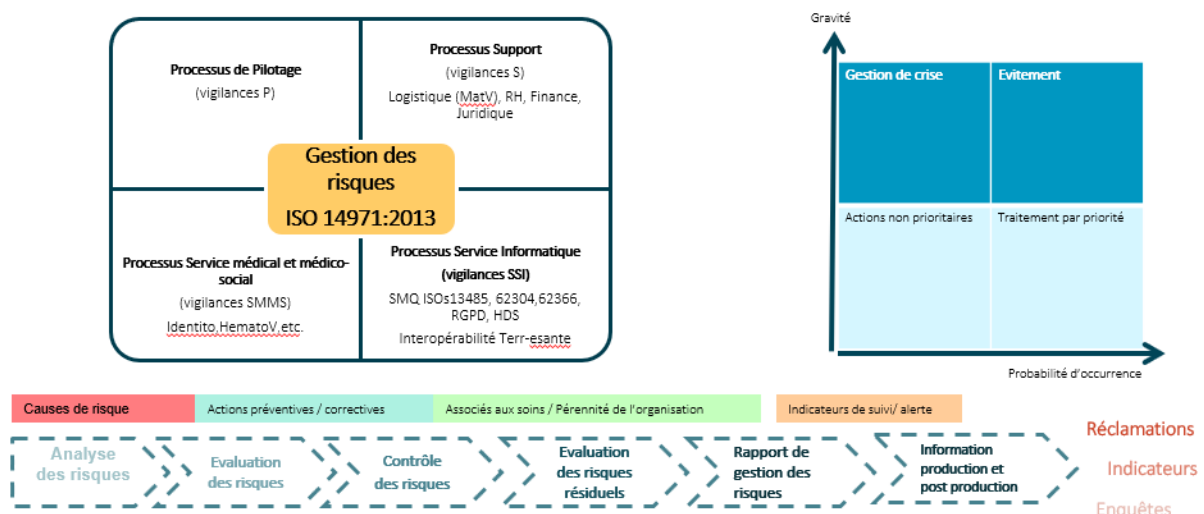 Processus de Pilotage
(vigilances P)
Processus Support
(vigilances S)
Logistique (MatV), RH, Finance,
Juridique
Gestion des
risques
ISO 14971:2013
Processus Service médical et médico-
social
(vigilances SMMS)
Identito,HematoV,etc.
Processus Service Informatique
(vigilances SSI)
SMQ ISOs13485, 62304,62366,
RGPD, HDS
Interopérabilité Terr-esante
Gravité
Gestion de crise
Evitement
Actions non prioritaires
Traitement par priorité
Probabilité d'occurrence
Causes de risque
Actions préventives / correctives
Associés aux soins / Pérennité de l'organisation
Indicateurs de suivi/ alerte
Analyse
des risques
Evaluation
des risques
Contrôle
des risques
Evaluation
des risques
résiduels
Rapport de
gestion des
risques
Information
production et
post production
Réclamations
Indicateurs
Enquêtes